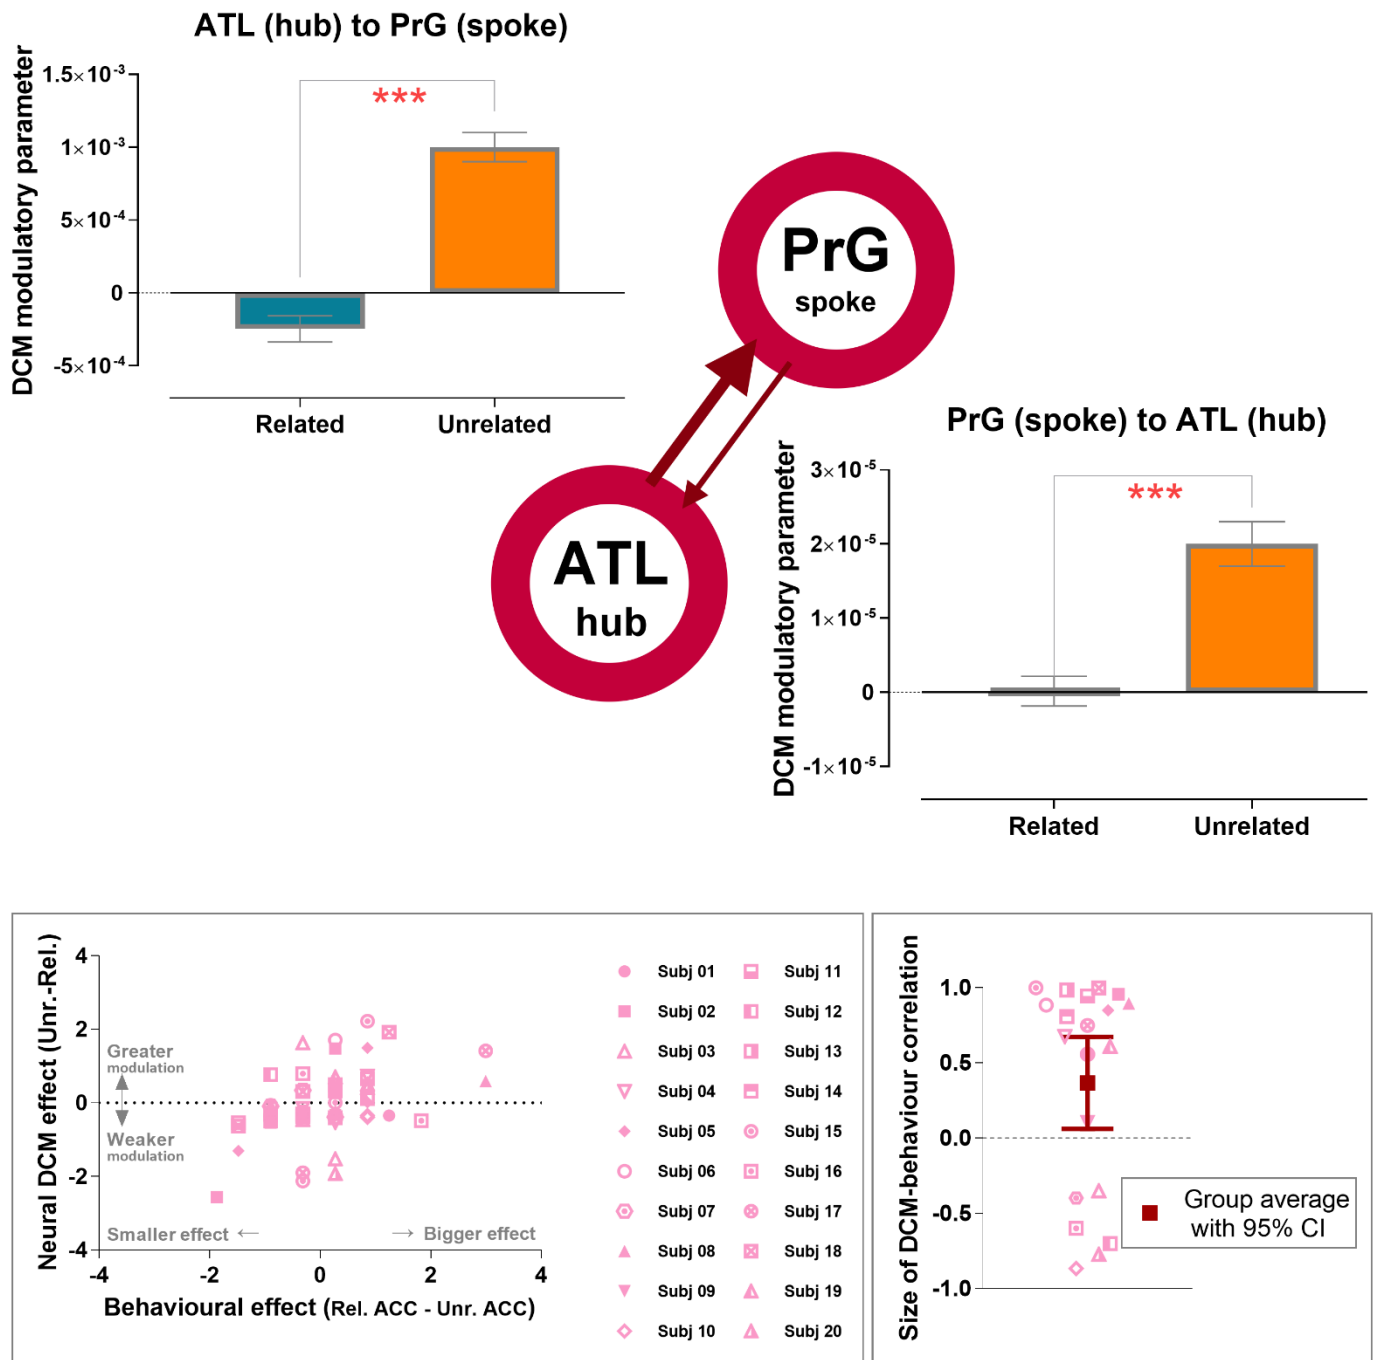 ATL (hub) to PrG (spoke)
DCM modulatory parameter
1.5×10⁻³
1×10⁻³
5×10⁻⁴
0
-5×10⁻⁴
***
Related
Unrelated
PrG
spoke
ATL
hub
PrG (spoke) to ATL (hub)
DCM modulatory parameter
3×10⁻⁵
2×10⁻⁵
1×10⁻⁵
0
-1×10⁻⁵
***
Related
Unrelated
Neural DCM effect (Unr.-Rel.)
4
2
0
-2
-4
Greater
modulation
Weaker
modulation
Smaller effect ←
→ Bigger effect
-4
-2
0
2
4
Behavioural effect (Rel. ACC - Unr. ACC)
Subj 01
Subj 02
Subj 03
Subj 04
Subj 05
Subj 06
Subj 07
Subj 08
Subj 09
Subj 10
Subj 11
Subj 12
Subj 13
Subj 14
Subj 15
Subj 16
Subj 17
Subj 18
Subj 19
Subj 20
Size of DCM-behaviour correlation
1.0
0.5
0.0
-0.5
-1.0
Group average
with 95% CI